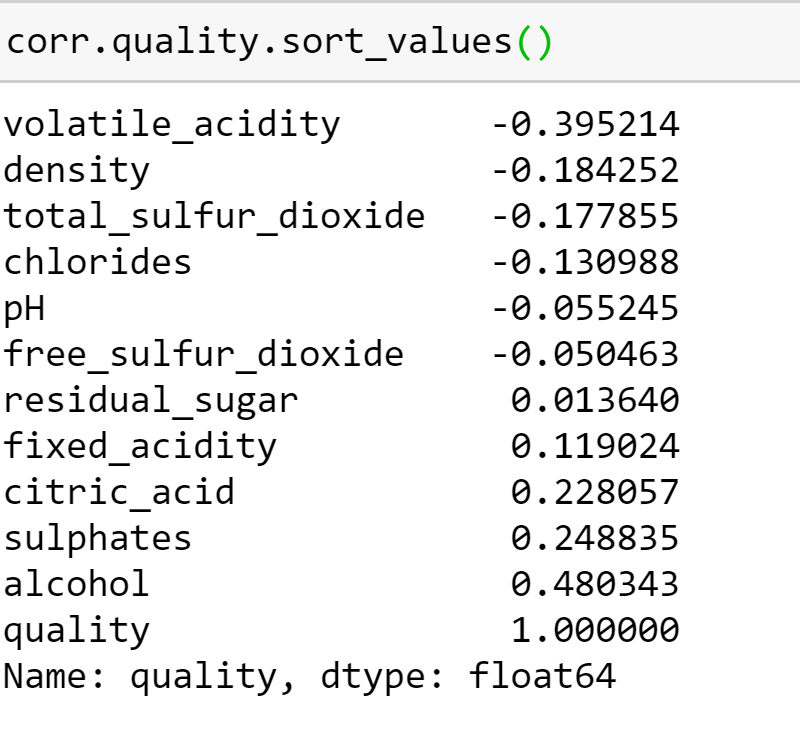 corr.quality.sort_values()
volatile_acidity -0.395214
density -0.184252
total_sulfur_dioxide -0.177855
chlorides -0.130988
pH -0.055245
free_sulfur_dioxide -0.050463
residual_sugar 0.013640
fixed_acidity 0.119024
citric_acid 0.228057
sulphates 0.248835
alcohol 0.480343
quality 1.000000
Name: quality, dtype: float64